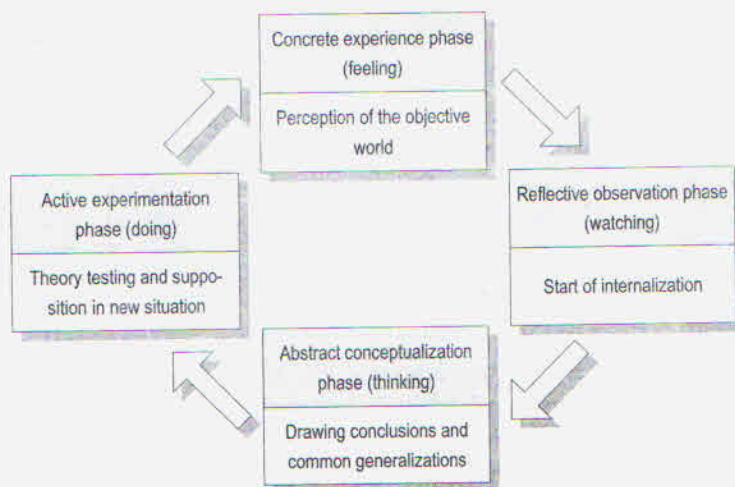 Concrete experience phase
(feeling)
Perception of the objective
world
Reflective observation phase
(watching)
Start of internalization
Abstract conceptualization
phase (thinking)
Drawing conclusions and
common generalizations
Active experimentation
phase (doing)
Theory testing and suppo-
sition in new situation